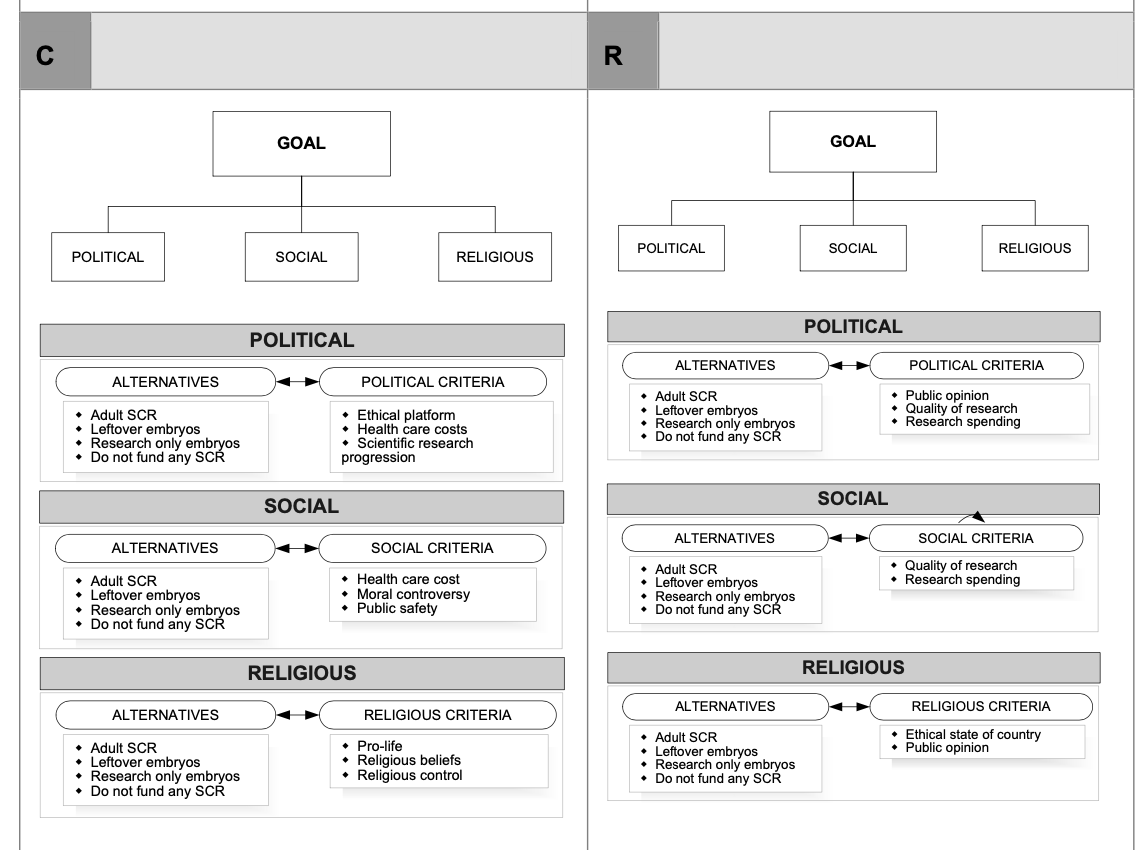 C
GOAL
POLITICAL
SOCIAL
RELIGIOUS
POLITICAL
ALTERNATIVES
POLITICAL CRITERIA
◆ Adult SCR
◆ Leftover embryos
◆ Research only embryos
◆ Do not fund any SCR
◆ Ethical platform
◆ Health care costs
◆ Scientific research
progression
SOCIAL
ALTERNATIVES
SOCIAL CRITERIA
◆ Adult SCR
◆ Leftover embryos
◆ Research only embryos
◆ Do not fund any SCR
◆ Health care cost
◆ Moral controversy
◆ Public safety
RELIGIOUS
ALTERNATIVES
RELIGIOUS CRITERIA
◆ Adult SCR
◆ Leftover embryos
◆ Research only embryos
◆ Do not fund any SCR
◆ Pro-life
◆ Religious beliefs
◆ Religious control
R
GOAL
POLITICAL
SOCIAL
RELIGIOUS
POLITICAL
ALTERNATIVES
POLITICAL CRITERIA
◆ Adult SCR
◆ Leftover embryos
◆ Research only embryos
◆ Do not fund any SCR
◆ Public opinion
◆ Quality of research
◆ Research spending
SOCIAL
ALTERNATIVES
SOCIAL CRITERIA
◆ Adult SCR
◆ Leftover embryos
◆ Research only embryos
◆ Do not fund any SCR
◆ Quality of research
◆ Research spending
RELIGIOUS
ALTERNATIVES
RELIGIOUS CRITERIA
◆ Adult SCR
◆ Leftover embryos
◆ Research only embryos
◆ Do not fund any SCR
◆ Ethical state of country
◆ Public opinion